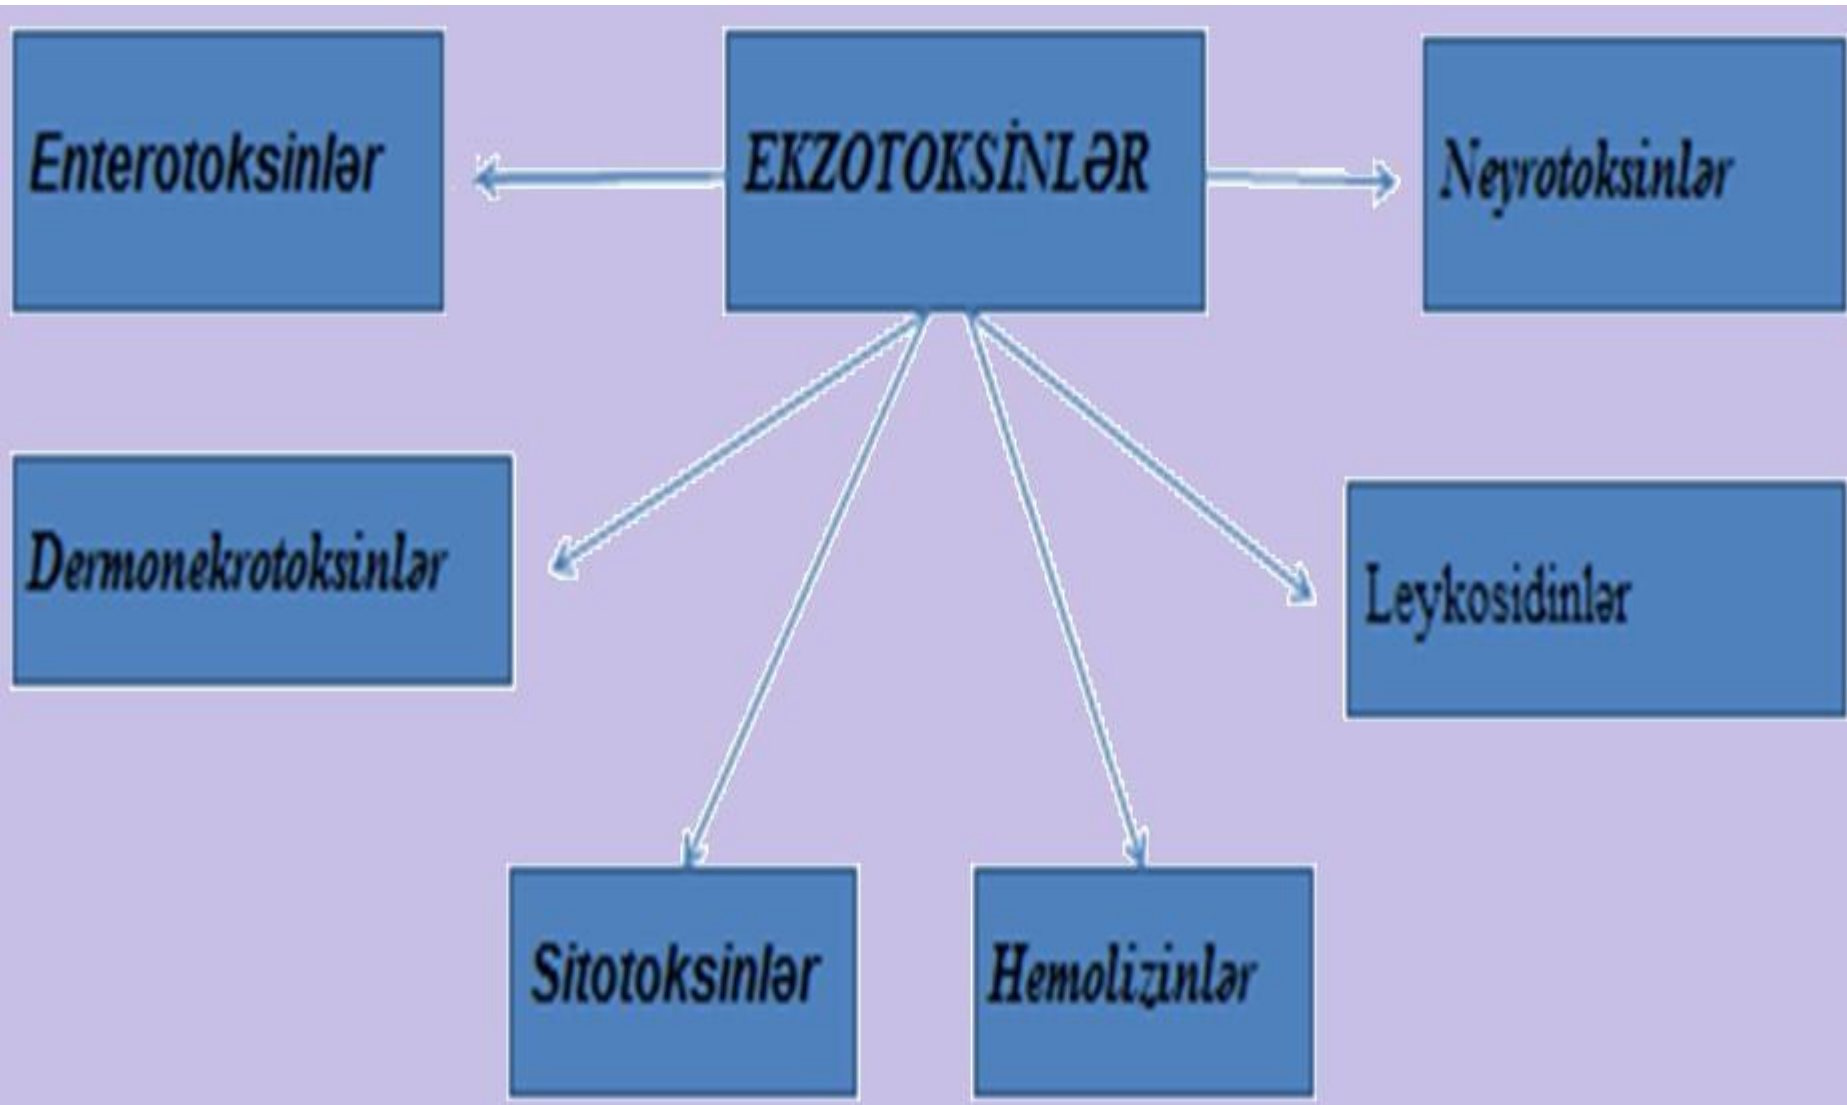 Enterotoksinlər
EKZOTOKSİNLƏR
Neyrotoksinlər
Dermonekrotoksinlər
Leykosidinlər
Sitotoksinlər
Hemolizinlər